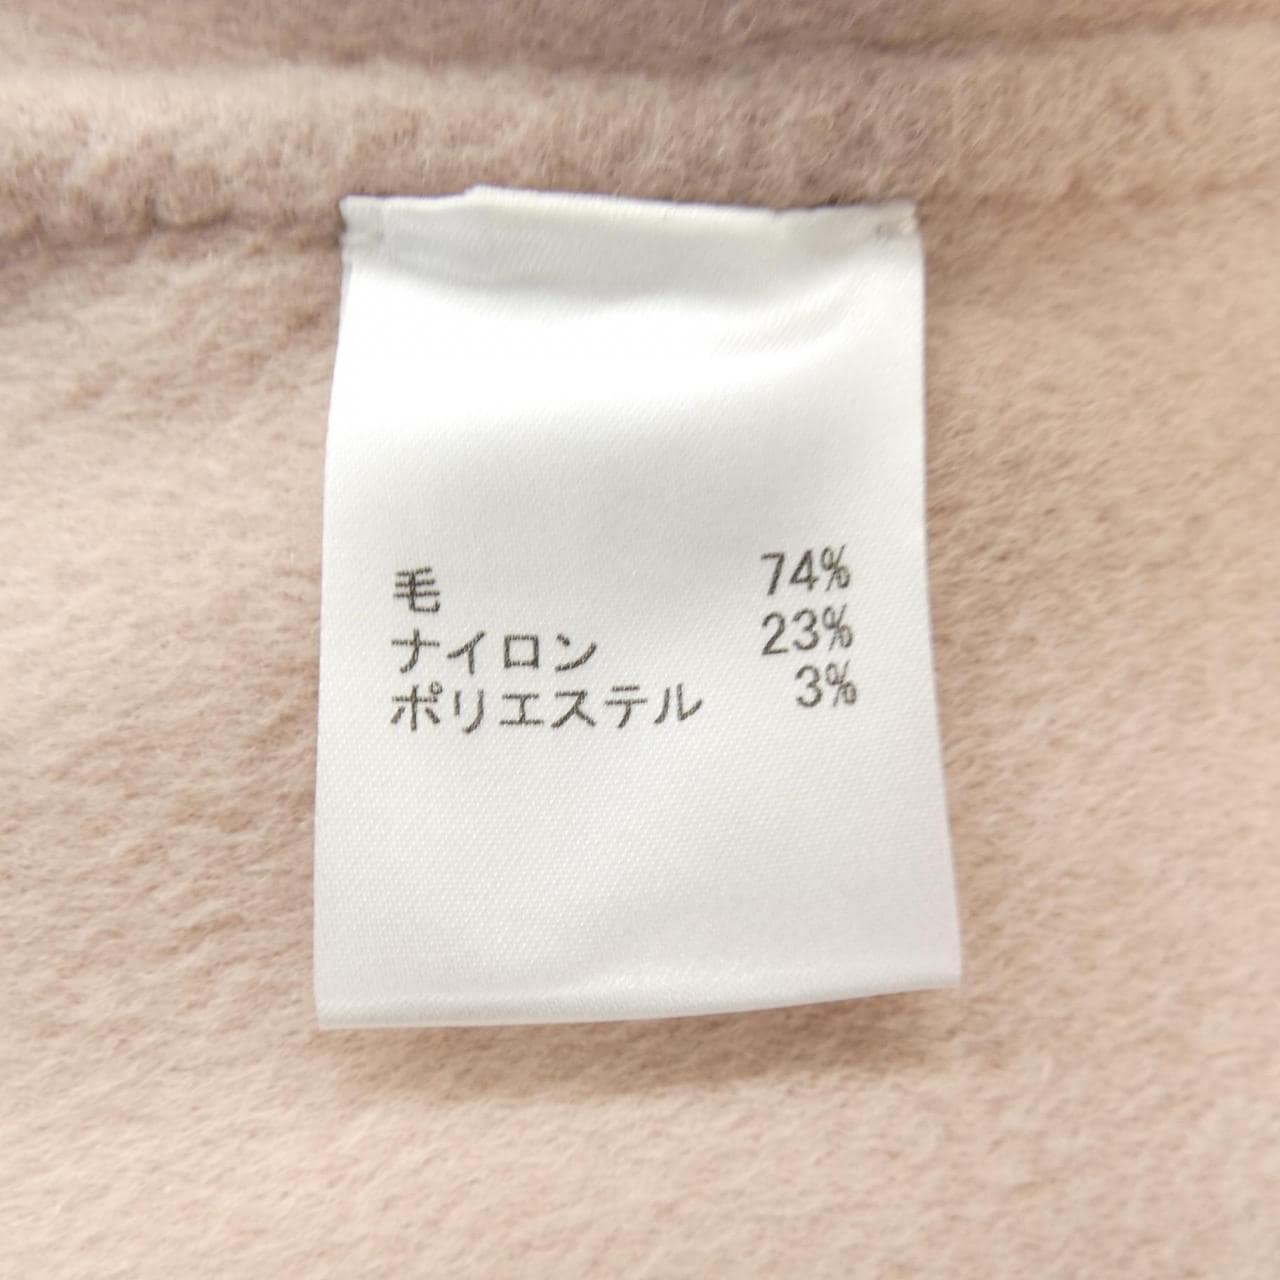 毛 74%
ナイロン 23%
ポリエステル 3%